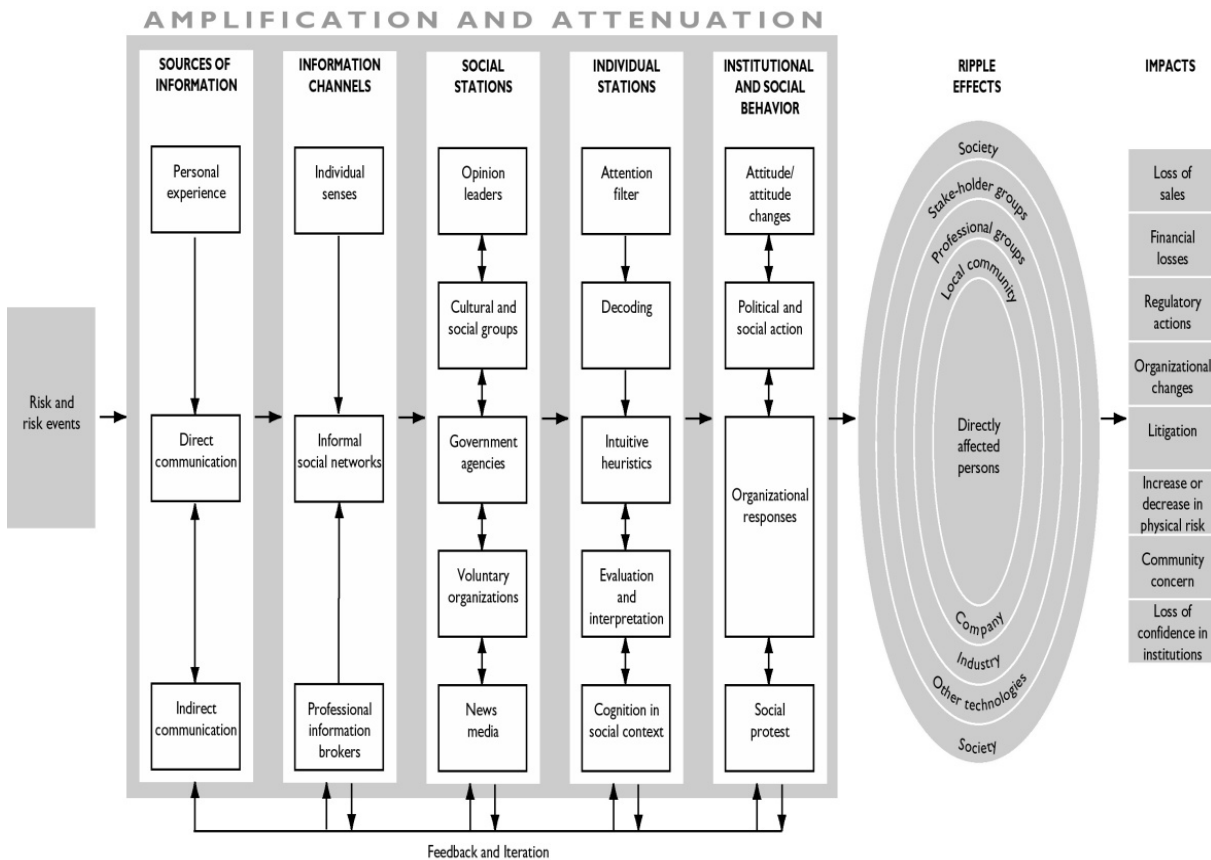 AMPLIFICATION AND ATTENUATION
SOURCES OF
INFORMATION
INFORMATION
CHANNELS
SOCIAL
STATIONS
INDIVIDUAL
STATIONS
INSTITUTIONAL
AND SOCIAL
BEHAVIOR
RIPPLE
EFFECTS
IMPACTS
Risk and
risk events
Personal
experience
Direct
communication
Indirect
communication
Individual
senses
Informal
social networks
Professional
information
brokers
Opinion
leaders
Cultural and
social groups
Government
agencies
Voluntary
organizations
News
media
Attention
filter
Decoding
Intuitive
heuristics
Evaluation
and
interpretation
Cognition in
social context
Attitude/
attitude
changes
Political and
social action
Organizational
responses
Social
protest
Society
Stake-holder groups
Professional groups
Local community
Directly
affected
persons
Company
Industry
Other technologies
Society
Loss of
sales
Financial
losses
Regulatory
actions
Organizational
changes
Litigation
Increase or
decrease in
physical risk
Community
concern
Loss of
confidence in
institutions
Feedback and Iteration